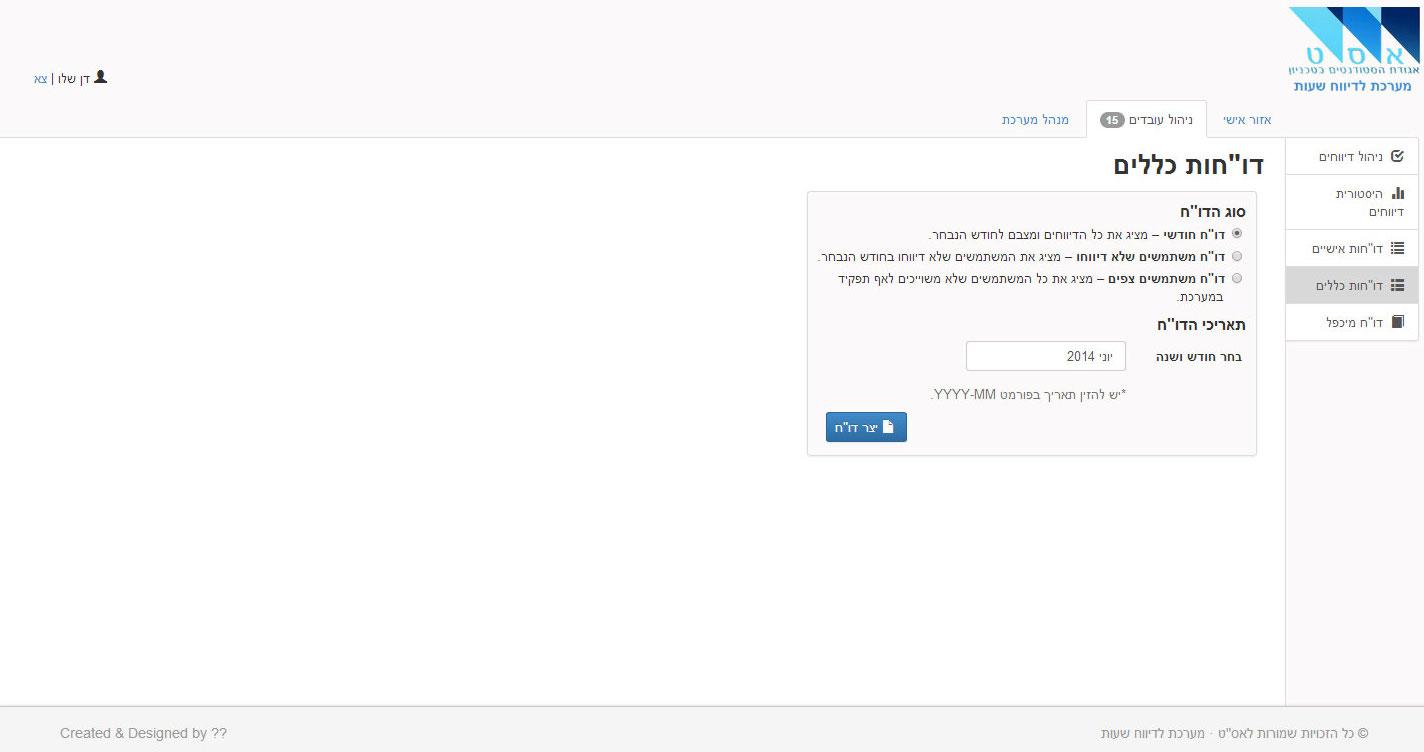 אסט
אגודת הסטודנטים בטכניון
מערכת לדיווח שעות
דן שלו | צא
אזור אישי
ניהול עובדים 15
מנהל מערכת
ניהול דיווחים
היסטורית
דיווחים
דו"חות אישיים
דו"חות כללים
דו"ח מיכפל
דו"חות כללים
סוג הדו"ח
דו"ח חודשי – מציג את כל הדיווחים ומצבם לחודש הנבחר.
דו"ח משתמשים שלא דיווחו – מציג את המשתמשים שלא דיווחו בחודש הנבחר.
דו"ח משתמשים צפים – מציג את כל המשתמשים שלא משוייכים לאף תפקיד
במערכת.
תאריכי הדו"ח
בחר חודש ושנה
יוני 2014
*יש להזין תאריך בפורמט YYYY-MM.
יצר דו"ח
© כל הזכויות שמורות לאס"ט · מערכת לדיווח שעות
Created & Designed by ??